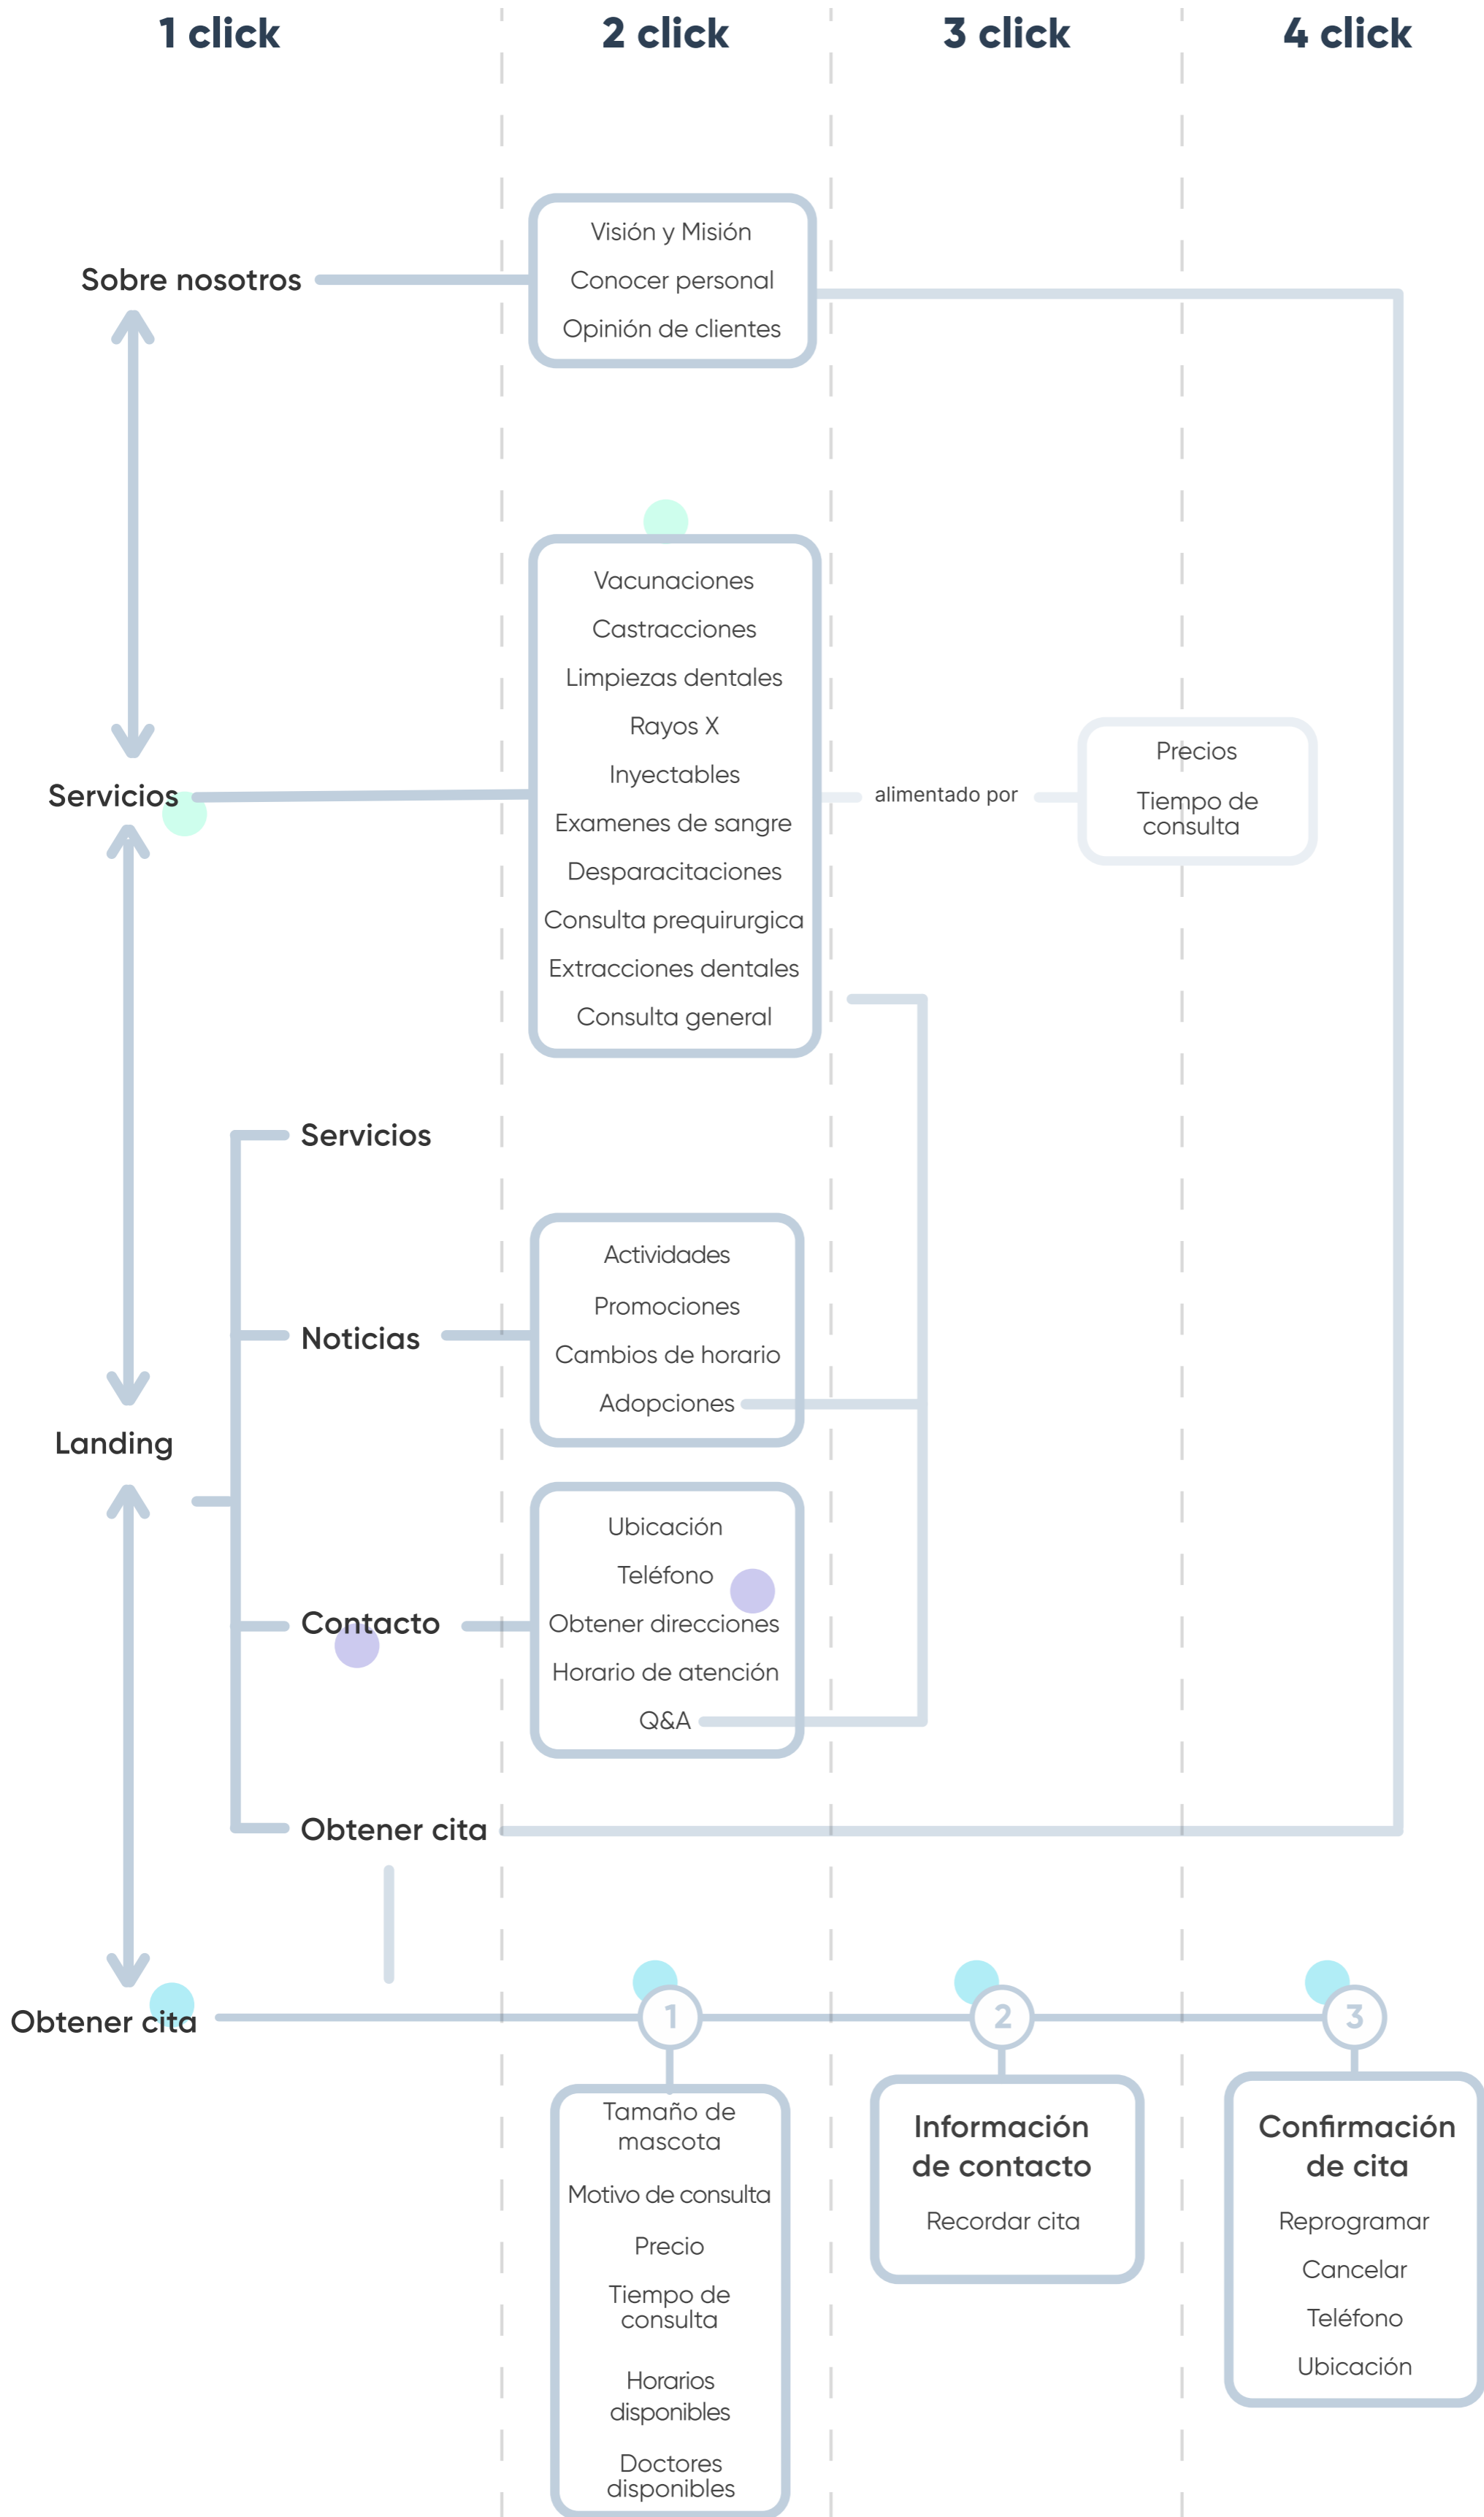 1 click
2 click
3 click
4 click
Sobre nosotros
Visión y Misión
Conocer personal
Opinión de clientes
Servicios
Vacunaciones
Castracciones
Limpiezas dentales
Rayos X
Inyectables
Examenes de sangre
Desparacitaciones
Consulta prequirurgica
Extracciones dentales
Consulta general
alimentado por
Precios
Tiempo de
consulta
Landing
Servicios
Noticias
Actividades
Promociones
Cambios de horario
Adopciones
Contacto
Ubicación
Teléfono
Obtener direcciones
Horario de atención
Q&A
Obtener cita
Obtener cita
1
2
3
Tamaño de
mascota
Motivo de consulta
Precio
Tiempo de
consulta
Horarios
disponibles
Doctores
disponibles
Información
de contacto
Recordar cita
Confirmación
de cita
Reprogramar
Cancelar
Teléfono
Ubicación